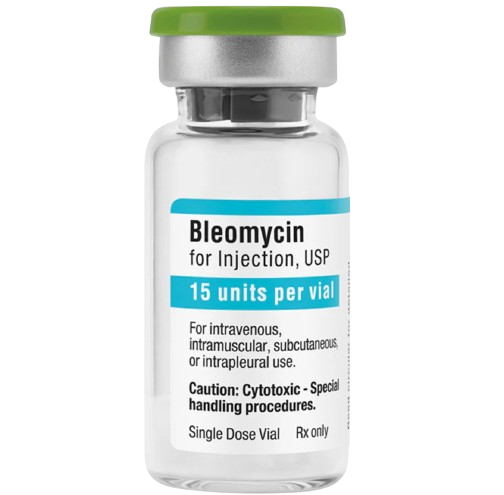 Bleomycin
for Injection, USP
15 units per vial
For intravenous,
intramuscular, subcutaneous,
or intrapleural use.
Caution: Cytotoxic - Special
handling procedures.
Single Dose Vial Rx only